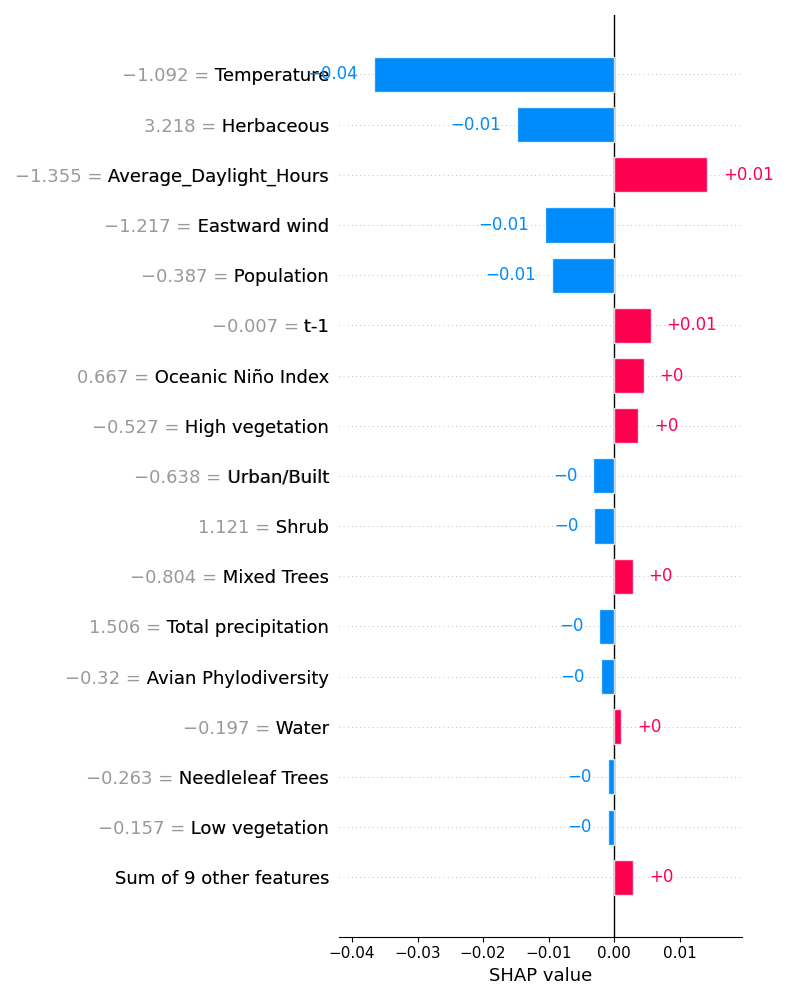 −1.092 = Temperature −0.04
3.218 = Herbaceous −0.01
−1.355 = Average_Daylight_Hours +0.01
−1.217 = Eastward wind −0.01
−0.387 = Population −0.01
−0.007 = t-1 +0.01
0.667 = Oceanic Niño Index +0
−0.527 = High vegetation +0
−0.638 = Urban/Built −0
1.121 = Shrub −0
−0.804 = Mixed Trees +0
1.506 = Total precipitation −0
−0.32 = Avian Phylodiversity −0
−0.197 = Water +0
−0.263 = Needleleaf Trees −0
−0.157 = Low vegetation −0
Sum of 9 other features +0
−0.04 −0.03 −0.02 −0.01 0.00 0.01
SHAP value